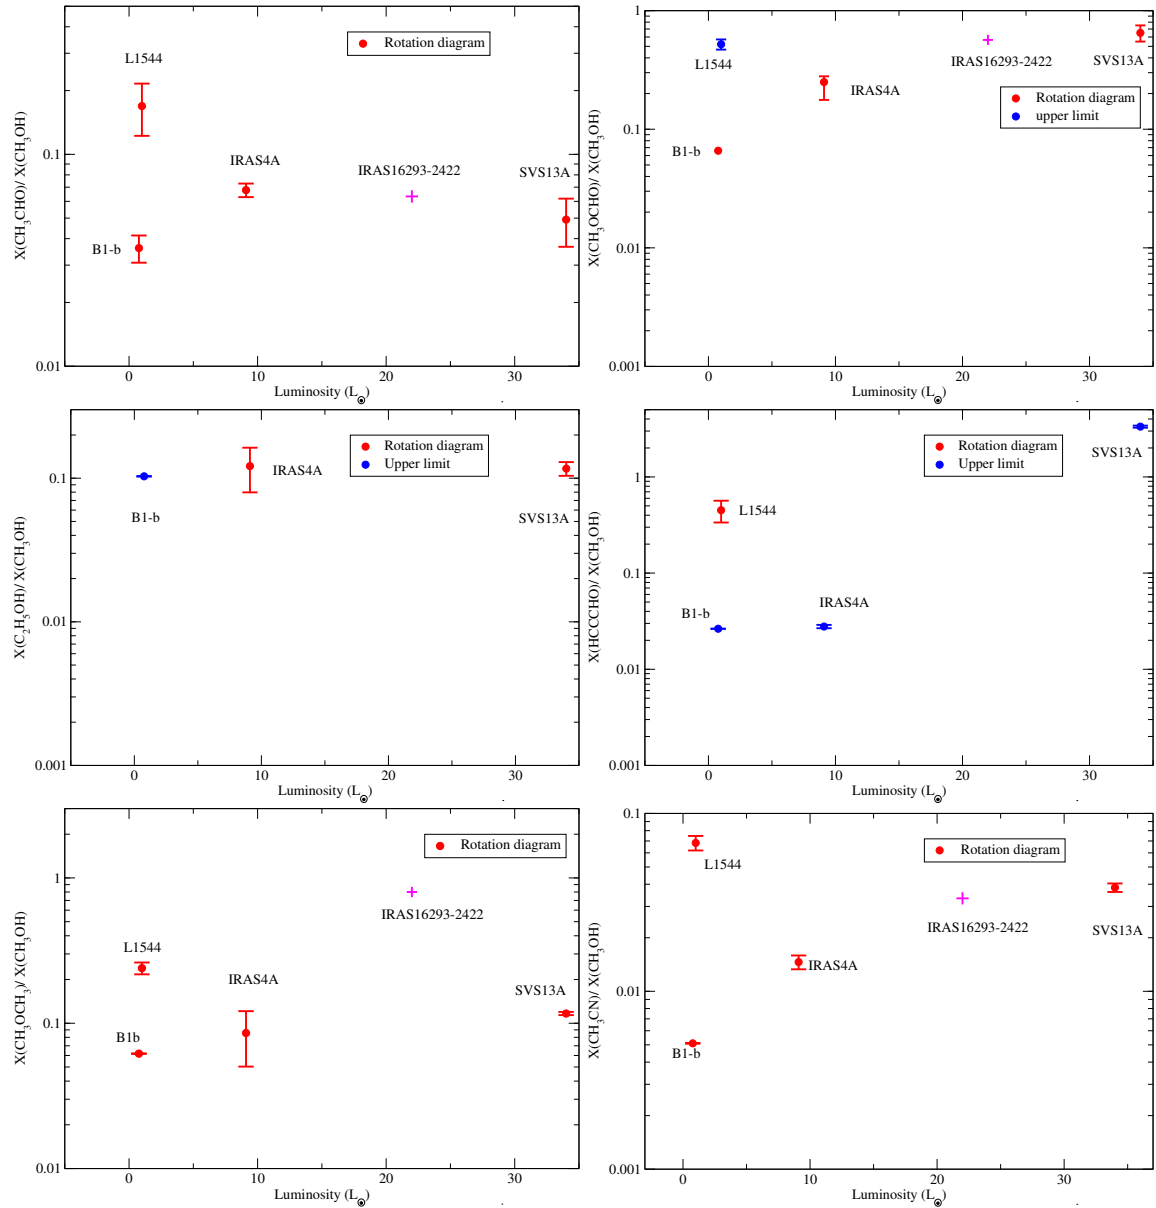 X(CH3CHO)/ X(CH3OH)
0.1
0.01
L1544
B1-b
IRAS4A
IRAS16293-2422
SVS13A
Rotation diagram
0 10 20 30
Luminosity (L⊙)
X(CH3OCHO)/ X(CH3OH)
1
0.1
0.01
0.001
L1544
B1-b
IRAS4A
IRAS16293-2422
SVS13A
Rotation diagram
upper limit
0 10 20 30
Luminosity (L⊙)
X(C2H5OH)/ X(CH3OH)
0.1
0.01
0.001
B1-b
IRAS4A
SVS13A
Rotation diagram
Upper limit
0 10 20 30
Luminosity (L⊙)
X(HCCCHO)/ X(CH3OH)
1
0.1
0.01
0.001
L1544
B1-b
IRAS4A
SVS13A
Rotation diagram
Upper limit
0 10 20 30
Luminosity (L⊙)
X(CH3OCH3)/ X(CH3OH)
1
0.1
0.01
L1544
B1b
IRAS4A
IRAS16293-2422
SVS13A
Rotation diagram
0 10 20 30
Luminosity (L⊙)
X(CH3CN)/ X(CH3OH)
0.1
0.01
0.001
L1544
B1-b
IRAS4A
IRAS16293-2422
SVS13A
Rotation diagram
0 10 20 30
Luminosity (L⊙)